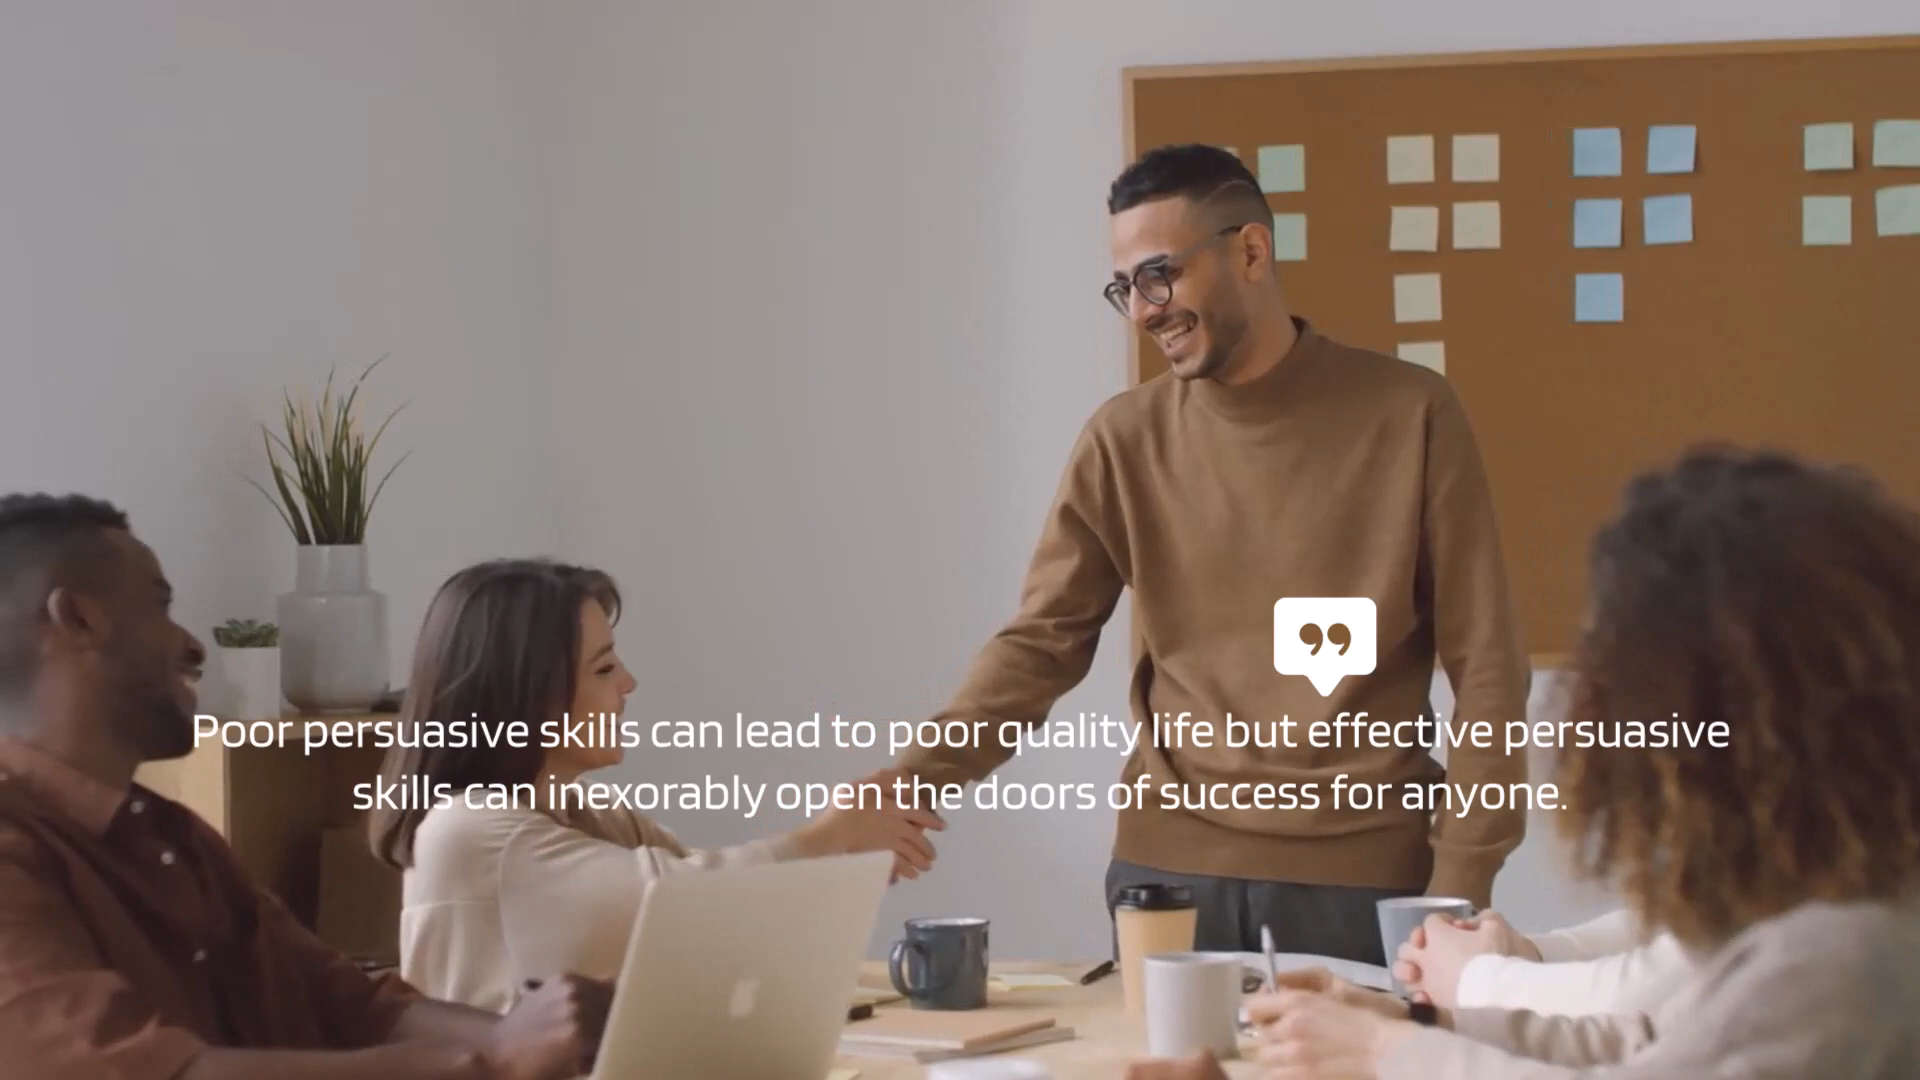 Poor persuasive skills can lead to poor quality life but effective persuasive
skills can inexorably open the doors of success for anyone.